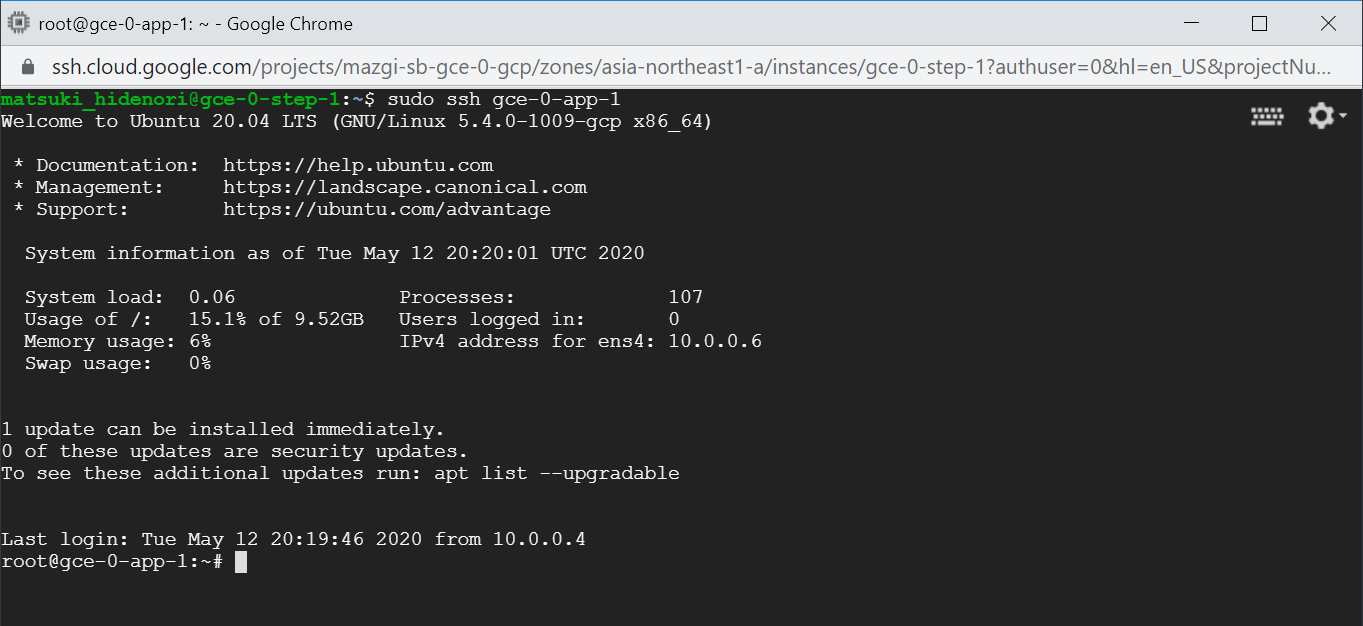 root@gce-0-app-1: ~ - Google Chrome
ssh.cloud.google.com/projects/mazgi-sb-gce-0-gcp/zones/asia-northeast1-a/instances/gce-0-step-1?authuser=0&hl=en_US&projectNu...
matsuki_hidenori@gce-0-step-1:~$ sudo ssh gce-0-app-1
Welcome to Ubuntu 20.04 LTS (GNU/Linux 5.4.0-1009-gcp x86_64)
* Documentation:  https://help.ubuntu.com
* Management:     https://landscape.canonical.com
* Support:        https://ubuntu.com/advantage
System information as of Tue May 12 20:20:01 UTC 2020
System load:  0.06              Processes:             107
Usage of /:   15.1% of 9.52GB   Users logged in:       0
Memory usage: 6%                IPv4 address for ens4: 10.0.0.6
Swap usage:   0%
1 update can be installed immediately.
0 of these updates are security updates.
To see these additional updates run: apt list --upgradable
Last login: Tue May 12 20:19:46 2020 from 10.0.0.4
root@gce-0-app-1:~#